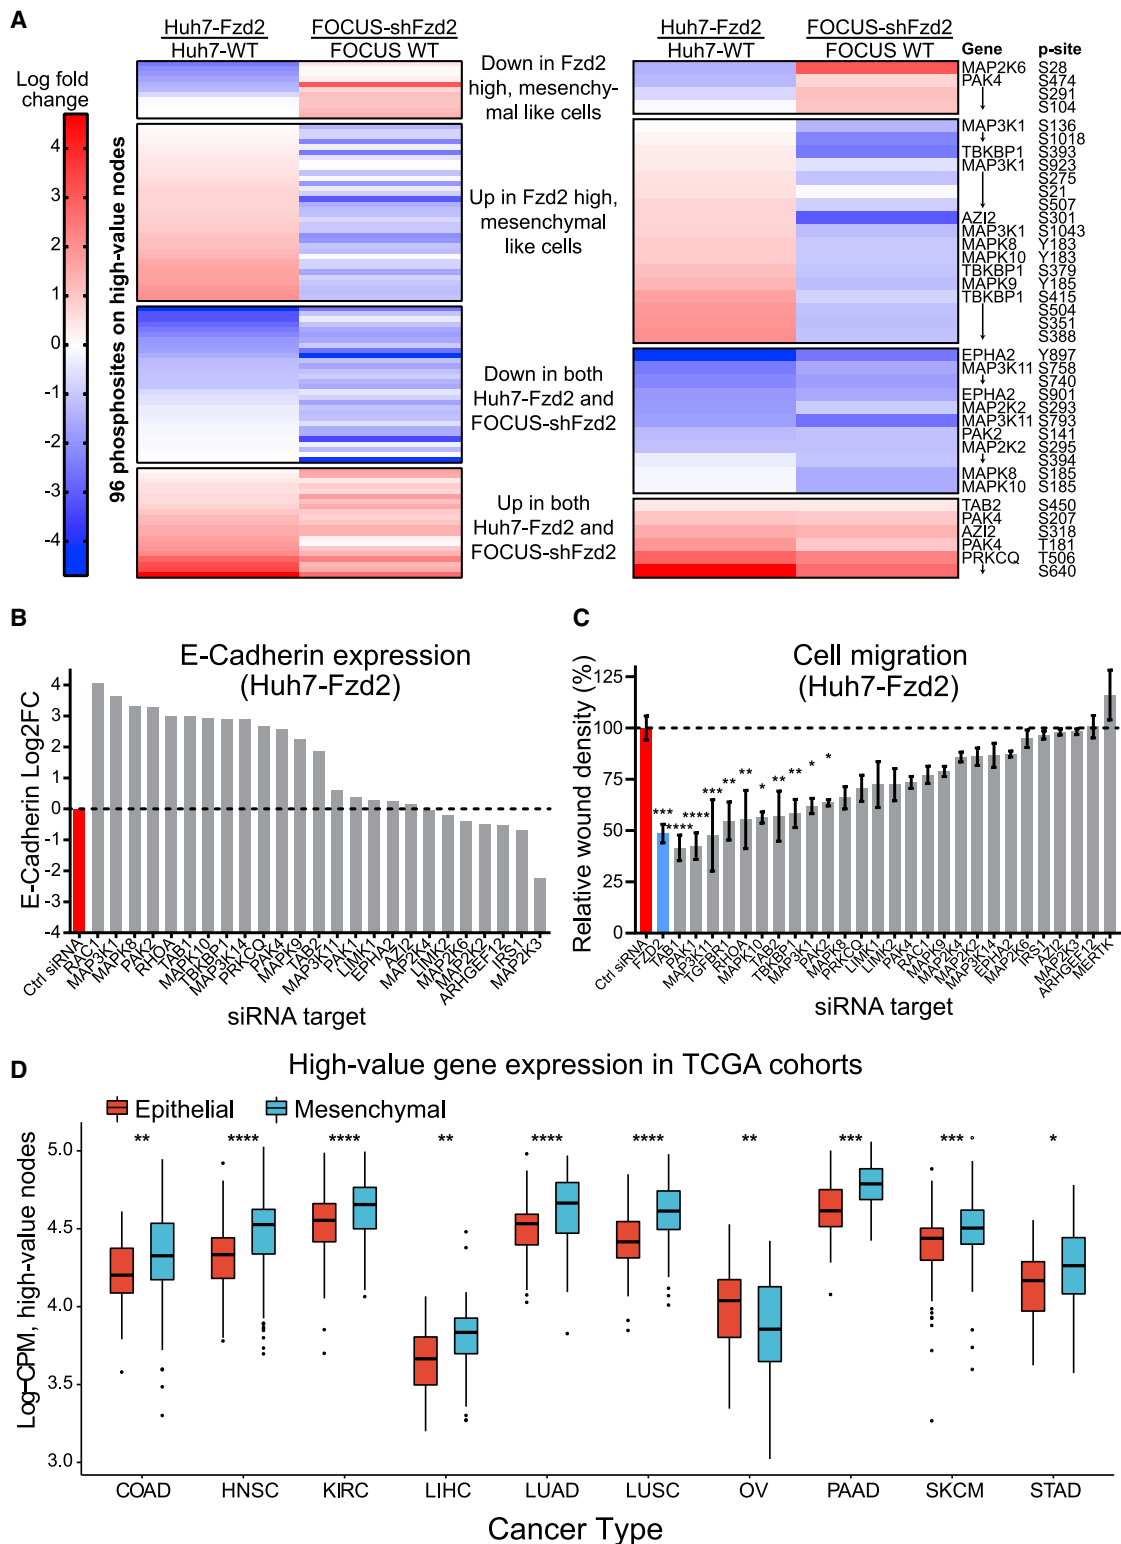 A
Huh7-Fzd2
Huh7-WT
FOCUS-shFzd2
FOCUS WT
Huh7-Fzd2
Huh7-WT
FOCUS-shFzd2
FOCUS WT
Gene
p-site
Log fold
change
4
3
2
1
0
-1
-2
-3
-4
96 phosphosites on high-value nodes
Down in Fzd2
high, mesenchy-
mal like cells
Up in Fzd2 high,
mesenchymal
like cells
Down in both
Huh7-Fzd2 and
FOCUS-shFzd2
Up in both
Huh7-Fzd2 and
FOCUS-shFzd2
MAP2K6 S28
PAK4 S474
S291
S104
MAP3K1 S136
S1018
TBKBP1 S393
MAP3K1 S923
S275
S21
S507
AZI2 S301
MAP3K1 S1043
MAPK8 Y183
MAPK10 Y183
TBKBP1 S379
MAPK9 Y185
TBKBP1 S415
S504
S351
S388
EPHA2 Y897
MAP3K11 S758
S740
EPHA2 S901
MAP2K2 S293
MAP3K11 S793
PAK2 S141
MAP2K2 S295
S394
MAPK8 S185
MAPK10 S185
TAB2 S450
PAK4 S207
AZI2 S318
PAK4 T181
PRKCQ T506
S640
B
E-Cadherin expression
(Huh7-Fzd2)
E-Cadherin Log2FC
4
3
2
1
0
-1
-2
-3
-4
Ctrl siRNA
RAC1
MAP3K1
MAPK8
PAK2
RHOA
TAB1
MAPK10
TBKBP1
MAP3K14
PRKCQ
PAK4
MAPK9
TAB2
MAP3K11
PAK1
LIMK1
EPHA2
AZI2
MAP2K4
LIMK2
MAP2K6
MAP2K2
ARHGEF12
IRS1
MAP2K3
siRNA target
C
Cell migration
(Huh7-Fzd2)
Relative wound density (%)
125
100
75
50
25
0
***
****
****
***
**
**
*
**
**
*
*
Ctrl siRNA
FZD2
TAB1
PAK1
MAP3K11
TGFBR1
RHOA
MAPK10
TAB2
TBKBP1
MAP3K1
PAK2
MAPK8
PRKCQ
LIMK1
LIMK2
PAK4
RAC1
MAPK9
MAP2K4
MAP2K2
MAP3K14
EPHA2
MAP2K6
IRS1
AZI2
MAP2K3
ARHGEF12
MERTK
siRNA target
D
High-value gene expression in TCGA cohorts
Epithelial
Mesenchymal
Log-CPM, high-value nodes
5.0
4.5
4.0
3.5
3.0
** **** **** ** **** **** ** *** *** *
COAD HNSC KIRC LIHC LUAD LUSC OV PAAD SKCM STAD
Cancer Type